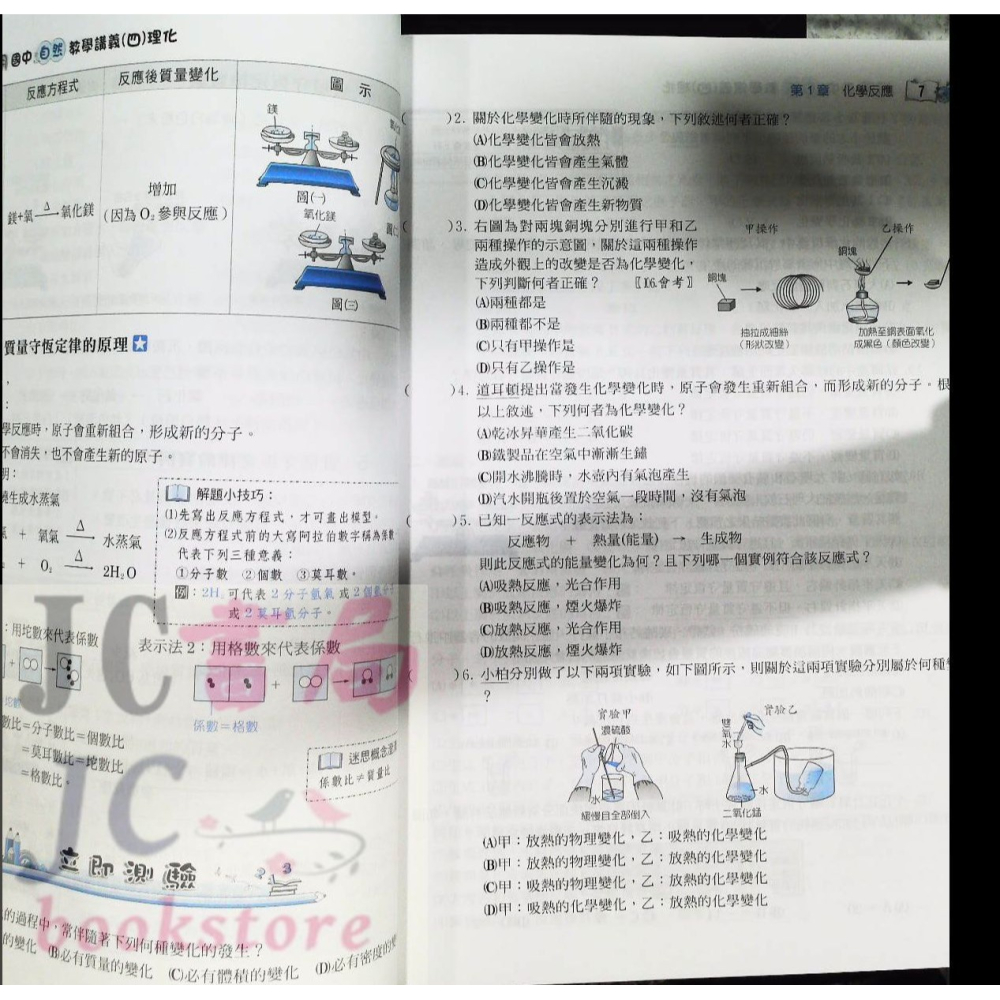 國中自然教學講義(四)理化
反應方程式
反應後質量變化
圖 示
鎂+氧 Δ 氧化鎂
增加
(因為O₂參與反應)
鎂
圖(一)
氧化鎂
圖(三)
質量守恆定律的原理
學反應時，原子會重新組合，形成新的分子。
不會消失，也不會產生新的原子。
燒生成水蒸氣
+ 氧氣 Δ 水蒸氣
+ O₂ Δ 2H₂O
解題小技巧：
(1)先寫出反應方程式，才可畫出模型。
(2)反應方程式前的大寫阿拉伯數字稱為係數
代表下列三種意義：
①分子數 ②個數 ③莫耳數。
例：2H₂可代表2分子氫氣或2個氫分子
或2莫耳氫分子。
：用坨數來代表係數
表示法2：用格數來代表係數
係數＝格數
數比＝分子數比＝個數比
＝莫耳數比＝坨數比
＝格數比。
迷思概念澄
係數比≠質量比
立即測驗
的過程中，常伴隨著下列何種變化的發生？
的變化 (B)必有質量的變化 (C)必有體積的變化 (D)必有密度的變
JC書局
JC
bookstore
第1章 化學反應 7
)2. 關於化學變化時所伴隨的現象，下列敘述何者正確？
(A)化學變化皆會放熱
(B)化學變化皆會產生氣體
(C)化學變化皆會產生沉澱
(D)化學變化皆會產生新物質
)3. 右圖為對兩塊銅塊分別進行甲和乙
兩種操作的示意圖，關於這兩種操作
造成外觀上的改變是否為化學變化，
下列判斷何者正確？ 〖106.會考〗
(A)兩種都是
(B)兩種都不是
(C)只有甲操作是
(D)只有乙操作是
甲操作
銅塊
抽拉成細絲
(形狀改變)
乙操作
銅塊
加熱至銅表面氧化
成黑色(顏色改變)
)4. 道耳頓提出當發生化學變化時，原子會發生重新組合，而形成新的分子。根
以上敘述，下列何者為化學變化？
(A)乾冰昇華產生二氧化碳
(B)鐵製品在空氣中漸漸生鏽
(C)開水沸騰時，水壺內有氣泡產生
(D)汽水開瓶後置於空氣一段時間，沒有氣泡
)5. 已知一反應式的表示法為：
反應物 ＋ 熱量(能量) → 生成物
則此反應式的能量變化為何？且下列哪一個實例符合該反應式？
(A)吸熱反應，光合作用
(B)吸熱反應，煙火爆炸
(C)放熱反應，光合作用
(D)放熱反應，煙火爆炸
)6. 小柏分別做了以下兩項實驗，如下圖所示，則關於這兩項實驗分別屬於何種
？
實驗甲
濃硫酸
水
緩慢且全部倒入
實驗乙
雙氧水
水
二氧化錳
(A)甲：放熱的物理變化，乙：吸熱的化學變化
(B)甲：放熱的物理變化，乙：放熱的化學變化
(C)甲：吸熱的物理變化，乙：放熱的化學變化
(D)甲：吸熱的化學變化，乙：放熱的化學變化